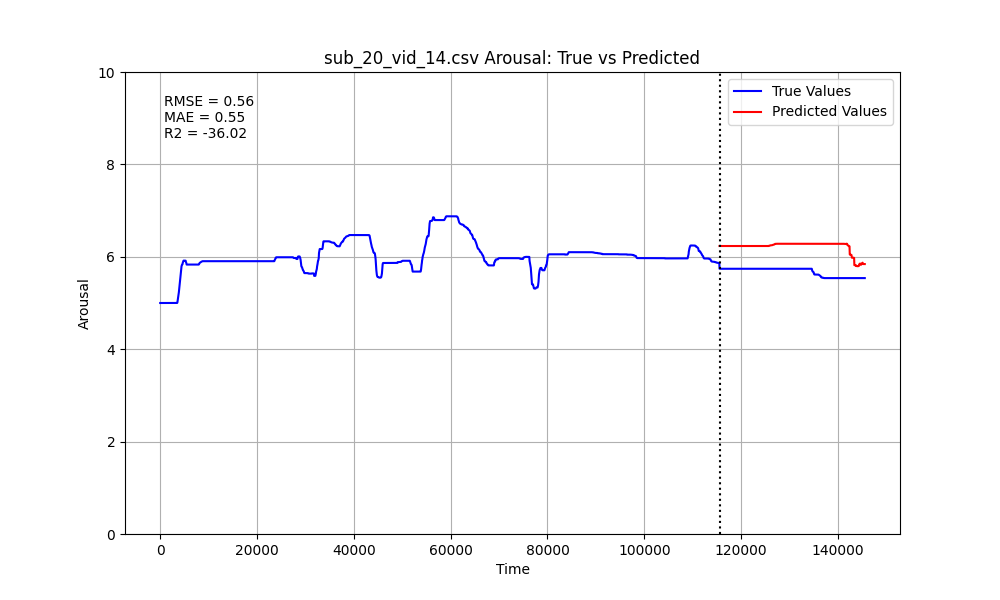 sub_20_vid_14.csv Arousal: True vs Predicted
RMSE = 0.56
MAE = 0.55
R2 = -36.02
True Values
Predicted Values
10
8
6
4
2
0
Arousal
0
20000
40000
60000
80000
100000
120000
140000
Time